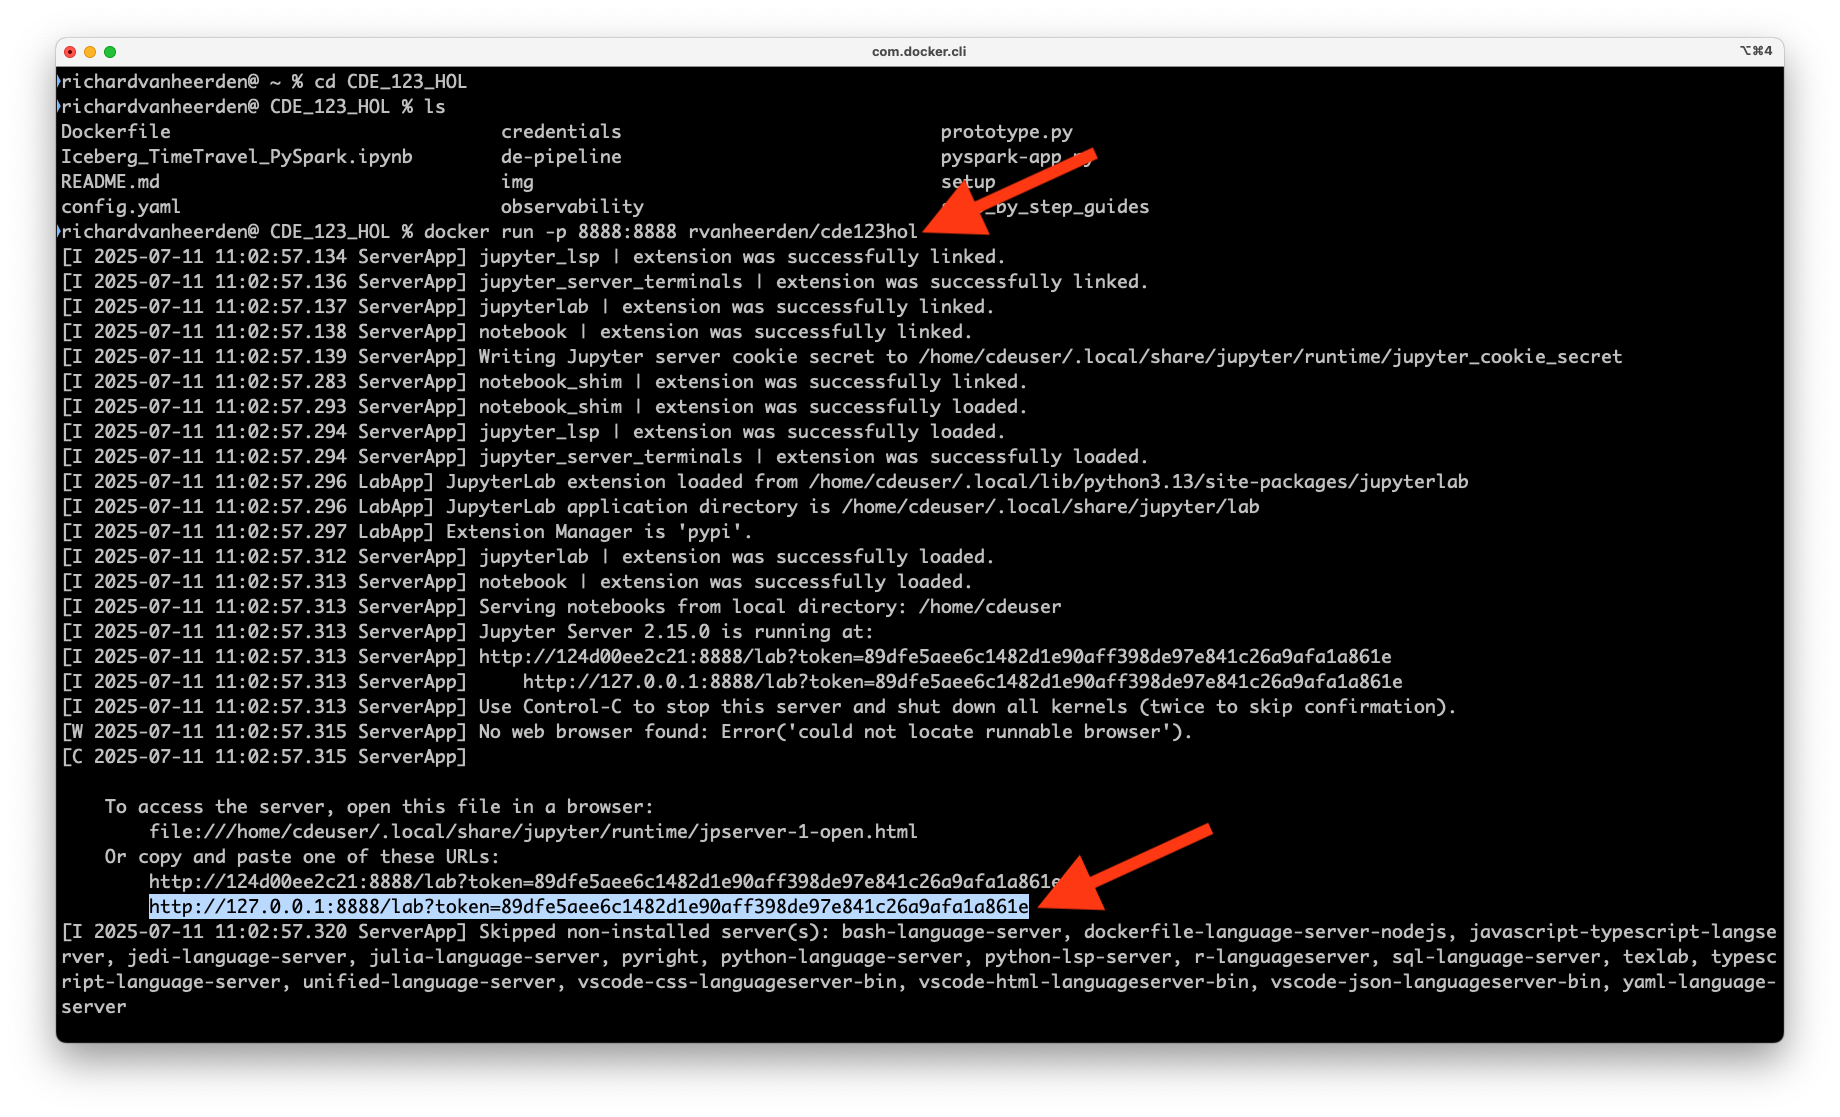 com.docker.cli
⌥⌘4
richardvanheerden@ ~ % cd CDE_123_HOL
richardvanheerden@ CDE_123_HOL % ls
Dockerfile credentials prototype.py
Iceberg_TimeTravel_PySpark.ipynb de-pipeline pyspark-app
README.md img setup
config.yaml observability _by_step_guides
richardvanheerden@ CDE_123_HOL % docker run -p 8888:8888 rvanheerden/cde123hol
[I 2025-07-11 11:02:57.134 ServerApp] jupyter_lsp | extension was successfully linked.
[I 2025-07-11 11:02:57.136 ServerApp] jupyter_server_terminals | extension was successfully linked.
[I 2025-07-11 11:02:57.137 ServerApp] jupyterlab | extension was successfully linked.
[I 2025-07-11 11:02:57.138 ServerApp] notebook | extension was successfully linked.
[I 2025-07-11 11:02:57.139 ServerApp] Writing Jupyter server cookie secret to /home/cdeuser/.local/share/jupyter/runtime/jupyter_cookie_secret
[I 2025-07-11 11:02:57.283 ServerApp] notebook_shim | extension was successfully linked.
[I 2025-07-11 11:02:57.293 ServerApp] notebook_shim | extension was successfully loaded.
[I 2025-07-11 11:02:57.294 ServerApp] jupyter_lsp | extension was successfully loaded.
[I 2025-07-11 11:02:57.294 ServerApp] jupyter_server_terminals | extension was successfully loaded.
[I 2025-07-11 11:02:57.296 LabApp] JupyterLab extension loaded from /home/cdeuser/.local/lib/python3.13/site-packages/jupyterlab
[I 2025-07-11 11:02:57.296 LabApp] JupyterLab application directory is /home/cdeuser/.local/share/jupyter/lab
[I 2025-07-11 11:02:57.297 LabApp] Extension Manager is 'pypi'.
[I 2025-07-11 11:02:57.312 ServerApp] jupyterlab | extension was successfully loaded.
[I 2025-07-11 11:02:57.313 ServerApp] notebook | extension was successfully loaded.
[I 2025-07-11 11:02:57.313 ServerApp] Serving notebooks from local directory: /home/cdeuser
[I 2025-07-11 11:02:57.313 ServerApp] Jupyter Server 2.15.0 is running at:
[I 2025-07-11 11:02:57.313 ServerApp] http://124d00ee2c21:8888/lab?token=89dfe5aee6c1482d1e90aff398de97e841c26a9afa1a861e
[I 2025-07-11 11:02:57.313 ServerApp]     http://127.0.0.1:8888/lab?token=89dfe5aee6c1482d1e90aff398de97e841c26a9afa1a861e
[I 2025-07-11 11:02:57.313 ServerApp] Use Control-C to stop this server and shut down all kernels (twice to skip confirmation).
[W 2025-07-11 11:02:57.315 ServerApp] No web browser found: Error('could not locate runnable browser').
[C 2025-07-11 11:02:57.315 ServerApp]
To access the server, open this file in a browser:
file:///home/cdeuser/.local/share/jupyter/runtime/jpserver-1-open.html
Or copy and paste one of these URLs:
http://124d00ee2c21:8888/lab?token=89dfe5aee6c1482d1e90aff398de97e841c26a9afa1a861e
http://127.0.0.1:8888/lab?token=89dfe5aee6c1482d1e90aff398de97e841c26a9afa1a861e
[I 2025-07-11 11:02:57.320 ServerApp] Skipped non-installed server(s): bash-language-server, dockerfile-language-server-nodejs, javascript-typescript-langse
rver, jedi-language-server, julia-language-server, pyright, python-language-server, python-lsp-server, r-languageserver, sql-language-server, texlab, typesc
ript-language-server, unified-language-server, vscode-css-languageserver-bin, vscode-html-languageserver-bin, vscode-json-languageserver-bin, yaml-language-
server